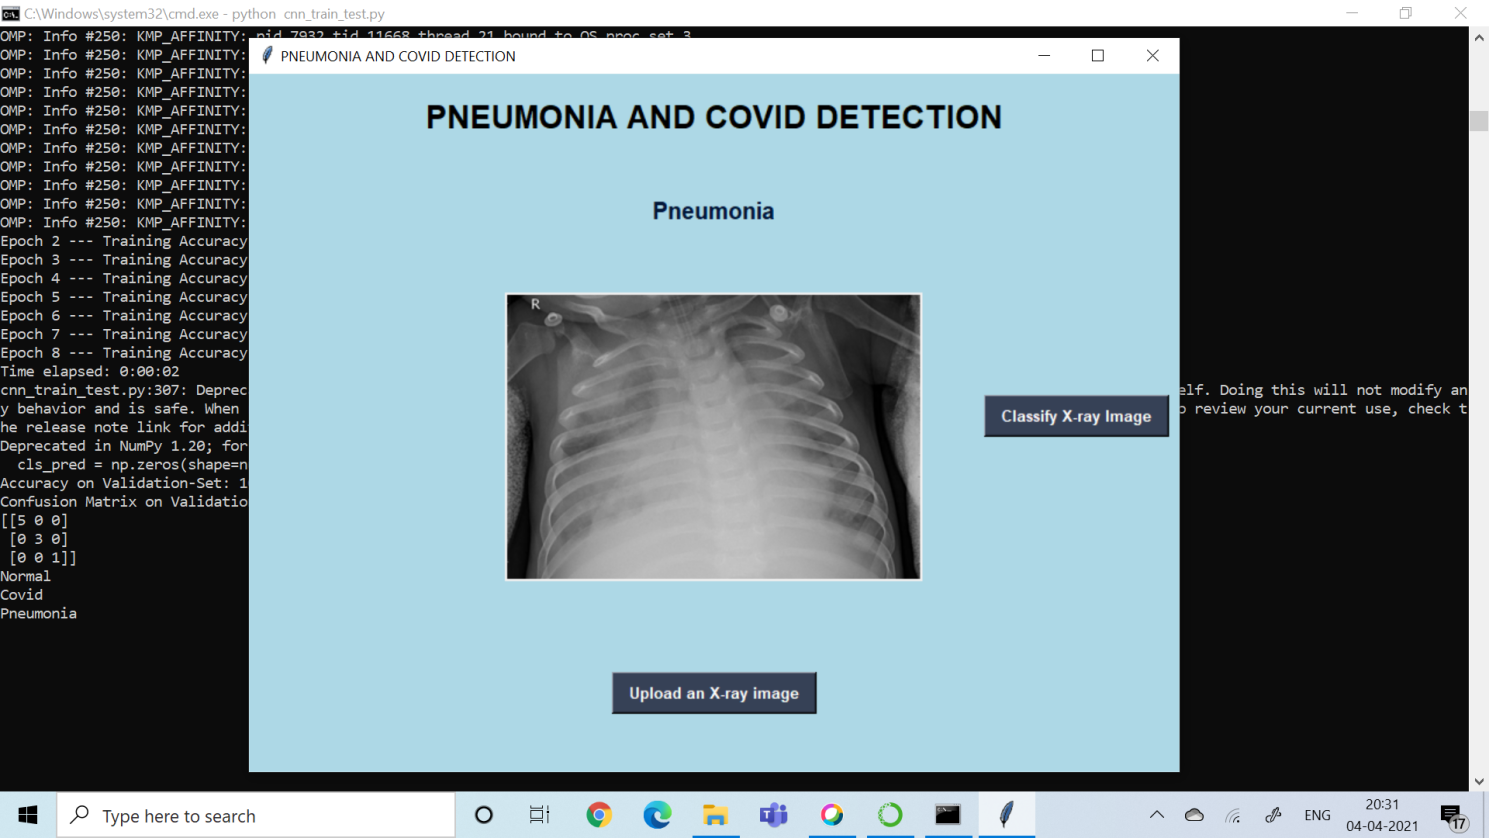 C:\Windows\system32\cmd.exe - python cnn_train_test.py
OMP: Info #250: KMP_AFFINITY: pid 7932 tid 11668 thread 21 bound to OS proc set 3
OMP: Info #250: KMP_AFFINITY:
OMP: Info #250: KMP_AFFINITY:
OMP: Info #250: KMP_AFFINITY:
OMP: Info #250: KMP_AFFINITY:
OMP: Info #250: KMP_AFFINITY:
OMP: Info #250: KMP_AFFINITY:
OMP: Info #250: KMP_AFFINITY:
OMP: Info #250: KMP_AFFINITY:
OMP: Info #250: KMP_AFFINITY:
OMP: Info #250: KMP_AFFINITY:
Epoch 2 --- Training Accuracy
Epoch 3 --- Training Accuracy
Epoch 4 --- Training Accuracy
Epoch 5 --- Training Accuracy
Epoch 6 --- Training Accuracy
Epoch 7 --- Training Accuracy
Epoch 8 --- Training Accuracy
Time elapsed: 0:00:02
cnn_train_test.py:307: Deprec
elf. Doing this will not modify an
y behavior and is safe. When
o review your current use, check t
he release note link for addi
Deprecated in NumPy 1.20; for
cls_pred = np.zeros(shape=n
Accuracy on Validation-Set: 1
Confusion Matrix on Validatio
[[5 0 0]
[0 3 0]
[0 0 1]]
Normal
Covid
Pneumonia
PNEUMONIA AND COVID DETECTION
PNEUMONIA AND COVID DETECTION
Pneumonia
R
Classify X-ray Image
Upload an X-ray image
Type here to search
ENG
20:31
04-04-2021
17